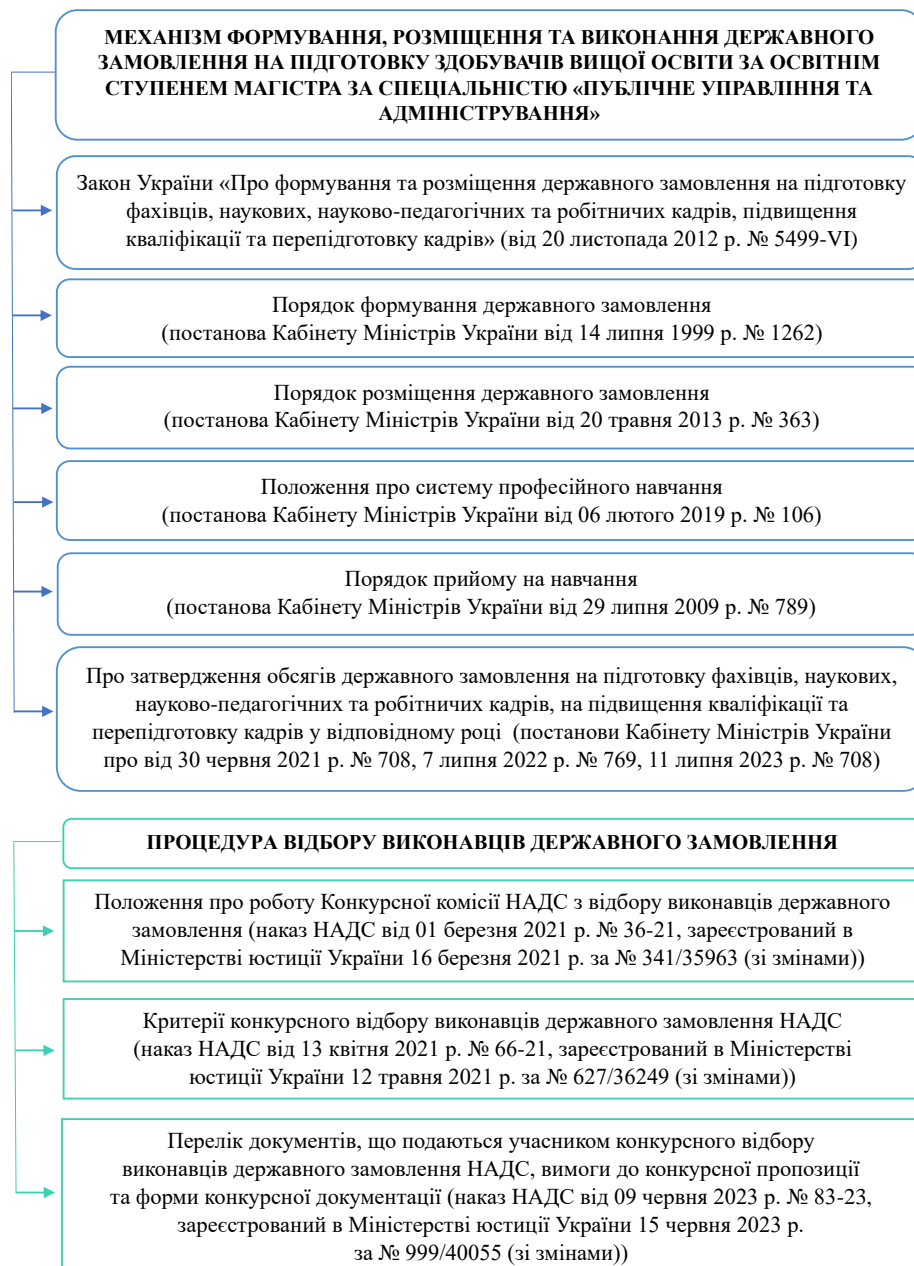 МЕХАНІЗМ ФОРМУВАННЯ, РОЗМІЩЕННЯ ТА ВИКОНАННЯ ДЕРЖАВНОГО
ЗАМОВЛЕННЯ НА ПІДГОТОВКУ ЗДОБУВАЧІВ ВИЩОЇ ОСВІТИ ЗА ОСВІТНІМ
СТУПЕНЕМ МАГІСТРА ЗА СПЕЦІАЛЬНІСТЮ «ПУБЛІЧНЕ УПРАВЛІННЯ ТА
АДМІНІСТРУВАННЯ»
Закон України «Про формування та розміщення державного замовлення на підготовку
фахівців, наукових, науково-педагогічних та робітничих кадрів, підвищення
кваліфікації та перепідготовку кадрів» (від 20 листопада 2012 р. № 5499-VI)
Порядок формування державного замовлення
(постанова Кабінету Міністрів України від 14 липня 1999 р. № 1262)
Порядок розміщення державного замовлення
(постанова Кабінету Міністрів України від 20 травня 2013 р. № 363)
Положення про систему професійного навчання
(постанова Кабінету Міністрів України від 06 лютого 2019 р. № 106)
Порядок прийому на навчання
(постанова Кабінету Міністрів України від 29 липня 2009 р. № 789)
Про затвердження обсягів державного замовлення на підготовку фахівців, наукових,
науково-педагогічних та робітничих кадрів, на підвищення кваліфікації та
перепідготовку кадрів у відповідному році (постанови Кабінету Міністрів України
про від 30 червня 2021 р. № 708, 7 липня 2022 р. № 769, 11 липня 2023 р. № 708)
ПРОЦЕДУРА ВІДБОРУ ВИКОНАВЦІВ ДЕРЖАВНОГО ЗАМОВЛЕННЯ
Положення про роботу Конкурсної комісії НАДС з відбору виконавців державного
замовлення (наказ НАДС від 01 березня 2021 р. № 36-21, зареєстрований в
Міністерстві юстиції України 16 березня 2021 р. за № 341/35963 (зі змінами))
Критерії конкурсного відбору виконавців державного замовлення НАДС
(наказ НАДС від 13 квітня 2021 р. № 66-21, зареєстрований в Міністерстві
юстиції України 12 травня 2021 р. за № 627/36249 (зі змінами))
Перелік документів, що подаються учасником конкурсного відбору
виконавців державного замовлення НАДС, вимоги до конкурсної пропозиції
та форми конкурсної документації (наказ НАДС від 09 червня 2023 р. № 83-23,
зареєстрований в Міністерстві юстиції України 15 червня 2023 р.
за № 999/40055 (зі змінами))